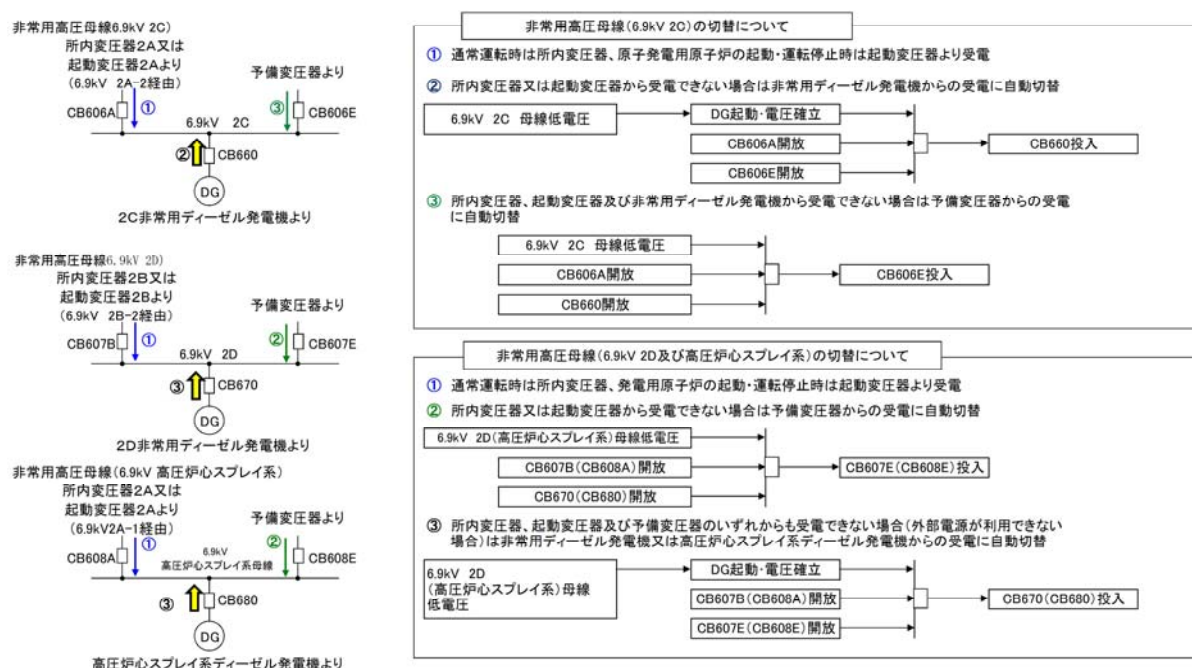 非常用高圧母線6.9kV 2C)
所内変圧器2A又は
起動変圧器2Aより
(6.9kV 2A-2経由)
予備変圧器より
CB606A
①
③
CB606E
6.9kV 2C
②
CB660
DG
2C非常用ディーゼル発電機より
非常用高圧母線6.9kV 2D)
所内変圧器2B又は
起動変圧器2Bより
(6.9kV 2B-2経由)
予備変圧器より
CB607B
①
②
CB607E
6.9kV 2D
③
CB670
DG
2D非常用ディーゼル発電機より
非常用高圧母線(6.9kV 高圧炉心スプレイ系)
所内変圧器2A又は
起動変圧器2Aより
(6.9kV2A-1経由)
予備変圧器より
CB608A
①
②
CB608E
6.9kV
高圧炉心スプレイ系母線
③
CB680
DG
高圧炉心スプレイ系ディーゼル発電機より
非常用高圧母線(6.9kV 2C)の切替について
① 通常運転時は所内変圧器、原子発電用原子炉の起動・運転停止時は起動変圧器より受電
② 所内変圧器又は起動変圧器から受電できない場合は非常用ディーゼル発電機からの受電に自動切替
6.9kV 2C 母線低電圧
DG起動・電圧確立
CB606A開放
CB606E開放
CB660投入
③ 所内変圧器、起動変圧器及び非常用ディーゼル発電機から受電できない場合は予備変圧器からの受電
に自動切替
6.9kV 2C 母線低電圧
CB606A開放
CB660開放
CB606E投入
非常用高圧母線(6.9kV 2D及び高圧炉心スプレイ系)の切替について
① 通常運転時は所内変圧器、発電用原子炉の起動・運転停止時は起動変圧器より受電
② 所内変圧器又は起動変圧器から受電できない場合は予備変圧器からの受電に自動切替
6.9kV 2D(高圧炉心スプレイ系)母線低電圧
CB607B(CB608A)開放
CB670(CB680)開放
CB607E(CB608E)投入
③ 所内変圧器、起動変圧器及び予備変圧器のいずれからも受電できない場合(外部電源が利用できない
場合)は非常用ディーゼル発電機又は高圧炉心スプレイ系ディーゼル発電機からの受電に自動切替
6.9kV 2D
(高圧炉心スプレイ系)母線
低電圧
DG起動・電圧確立
CB607B(CB608A)開放
CB607E(CB608E)開放
CB670(CB680)投入